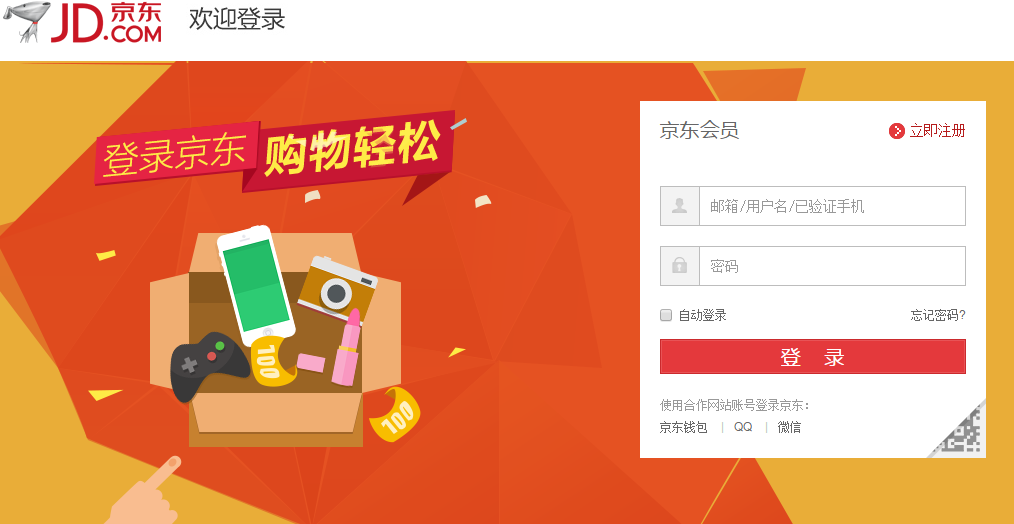 JD.京东
.COM
欢迎登录
登录京东 购物轻松
100
100
京东会员
立即注册
邮箱/用户名/已验证手机
密码
自动登录 忘记密码?
登 录
使用合作网站账号登录京东：
京东钱包 | QQ | 微信